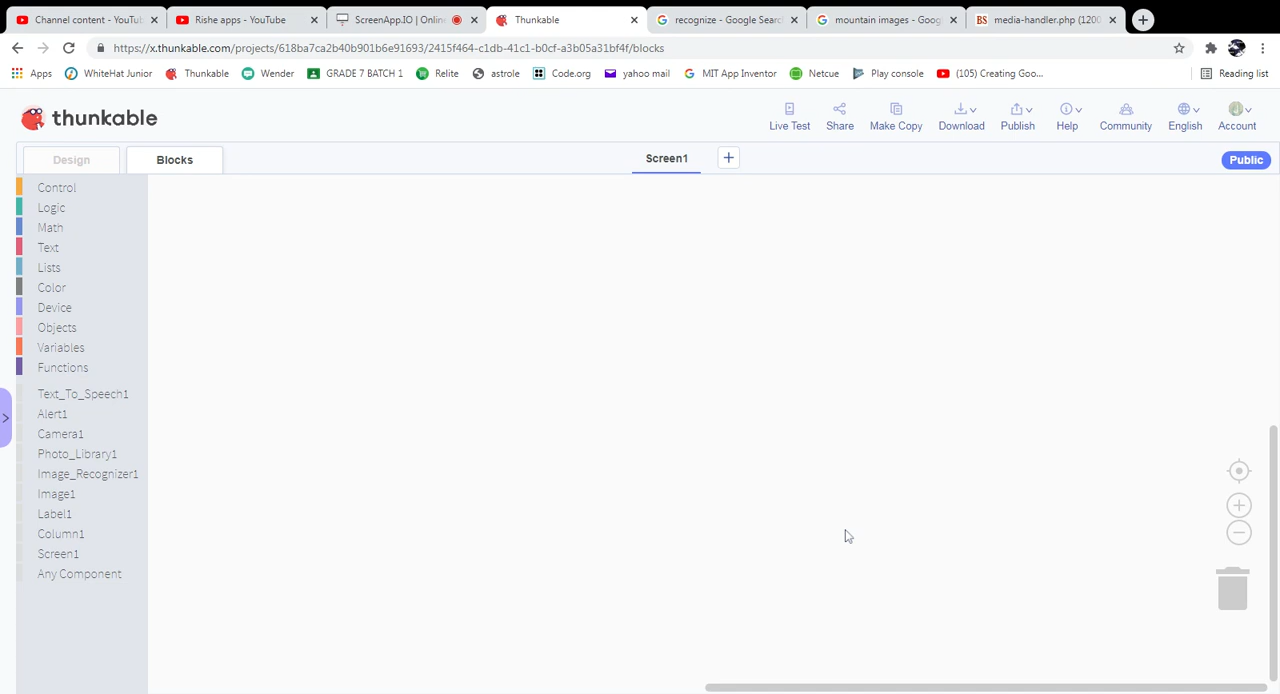 Channel content - YouTu
Rishe apps - YouTube
ScreenApp.IO | Onlin
Thunkable
recognize - Google Searc
mountain images - Goog
BS media-handler.php (1200
https://x.thunkable.com/projects/618ba7ca2b40b901b6e91693/2415f464-c1db-41c1-b0cf-a3b05a31bf4f/blocks
Apps
WhiteHat Junior
Thunkable
Wender
GRADE 7 BATCH 1
Relite
astrole
Code.org
yahoo mail
MIT App Inventor
Netcue
Play console
(105) Creating Goo...
Reading list
thunkable
Live Test
Share
Make Copy
Download
Publish
Help
Community
English
Account
Design
Blocks
Screen1
Public
Control
Logic
Math
Text
Lists
Color
Device
Objects
Variables
Functions
Text_To_Speech1
Alert1
Camera1
Photo_Library1
Image_Recognizer1
Image1
Label1
Column1
Screen1
Any Component